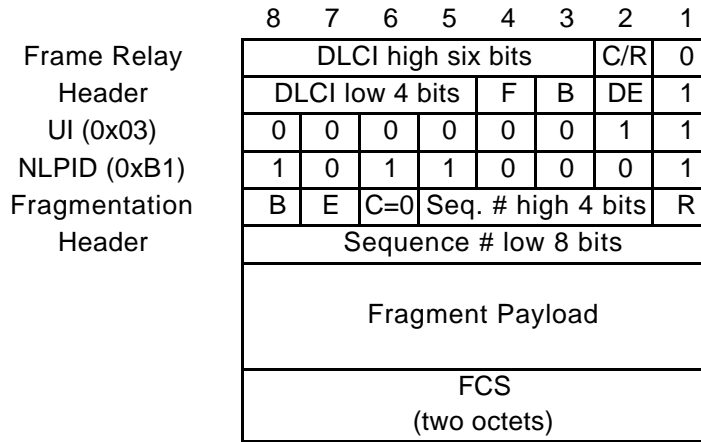 8 7 6 5 4 3 2 1
Frame Relay DLCI high six bits C/R 0
Header DLCI low 4 bits F B DE 1
UI (0x03) 0 0 0 0 0 0 1 1
NLPID (0xB1) 1 0 1 1 0 0 0 1
Fragmentation B E C=0 Seq. # high 4 bits R
Header Sequence # low 8 bits
Fragment Payload
FCS
(two octets)